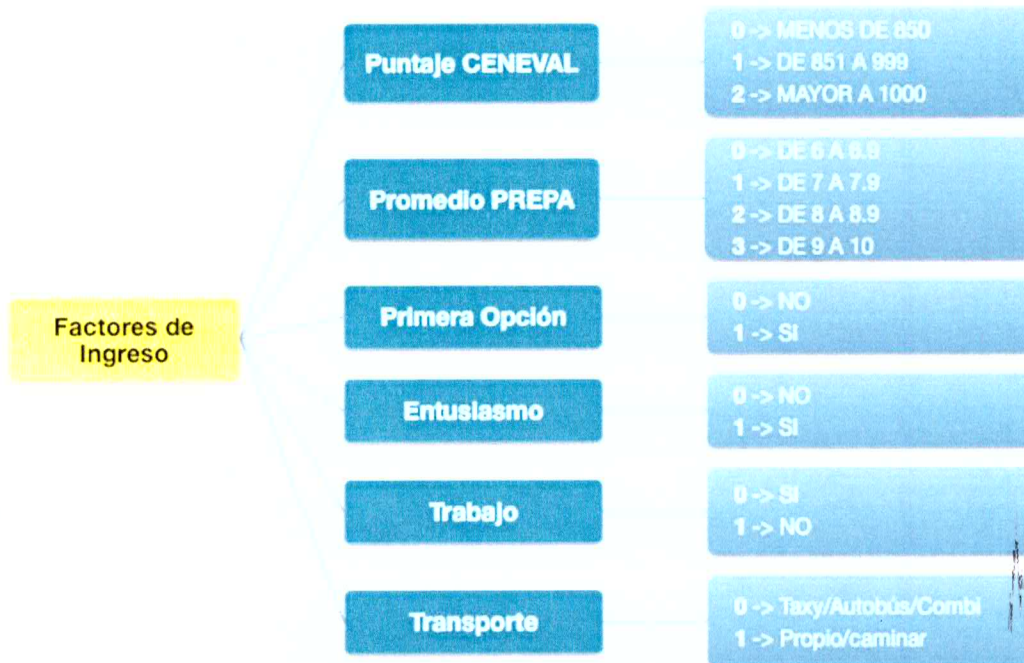 Factores de
Ingreso
Puntaje CENEVAL
0 -> MENOS DE 850
1 -> DE 851 A 999
2 -> MAYOR A 1000
Promedio PREPA
0 -> DE 6 A 6.9
1 -> DE 7 A 7.9
2 -> DE 8 A 8.9
3 -> DE 9 A 10
Primera Opción
0 -> NO
1 -> SI
Entusiasmo
0 -> NO
1 -> SI
Trabajo
0 -> SI
1 -> NO
Transporte
0 -> Taxy/Autobús/Combi
1 -> Propio/caminar